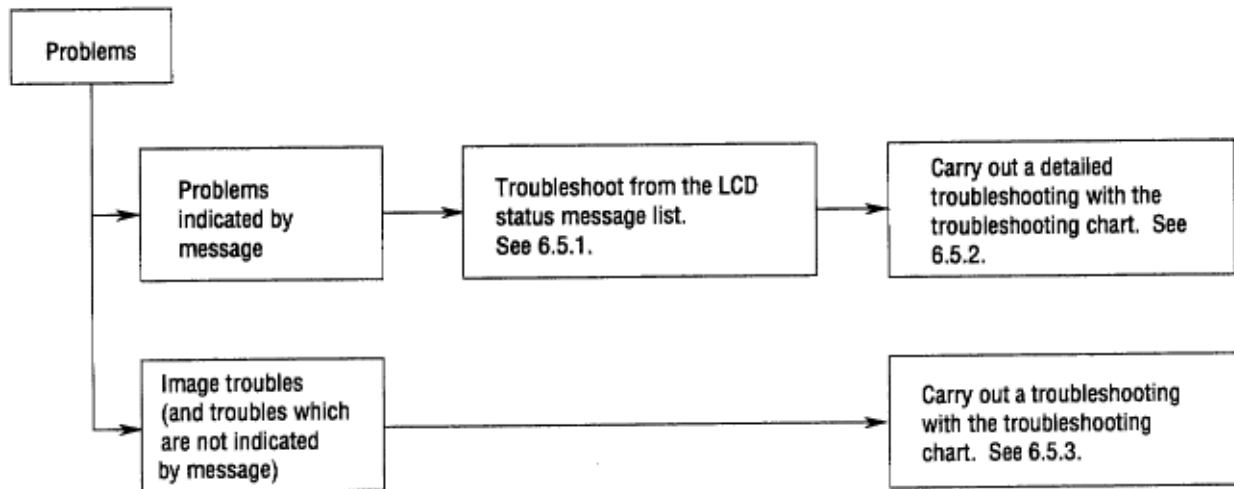 Problems
Problems
indicated by
message
Troubleshoot from the LCD
status message list.
See 6.5.1.
Carry out a detailed
troubleshooting with the
troubleshooting chart. See
6.5.2.
Image troubles
(and troubles which
are not indicated
by message)
Carry out a troubleshooting
with the troubleshooting
chart. See 6.5.3.